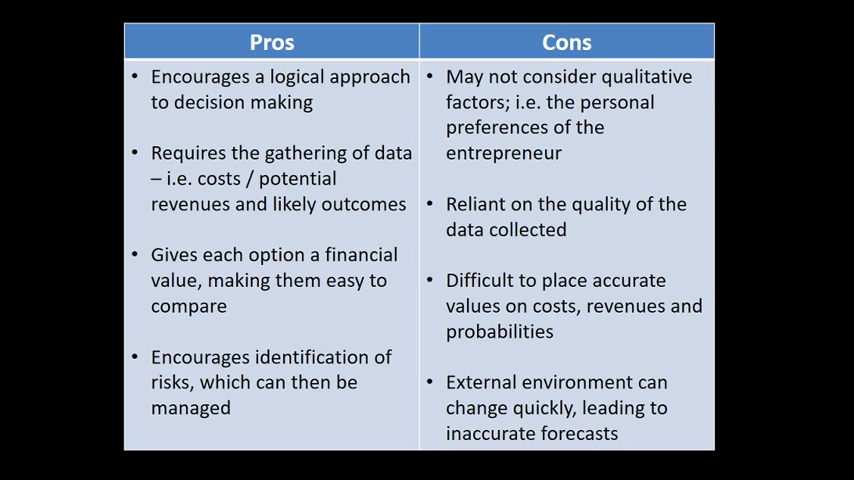 Pros
• Encourages a logical approach
to decision making
• Requires the gathering of data
– i.e. costs / potential
revenues and likely outcomes
• Gives each option a financial
value, making them easy to
compare
• Encourages identification of
risks, which can then be
managed
Cons
• May not consider qualitative
factors; i.e. the personal
preferences of the
entrepreneur
• Reliant on the quality of the
data collected
• Difficult to place accurate
values on costs, revenues and
probabilities
• External environment can
change quickly, leading to
inaccurate forecasts